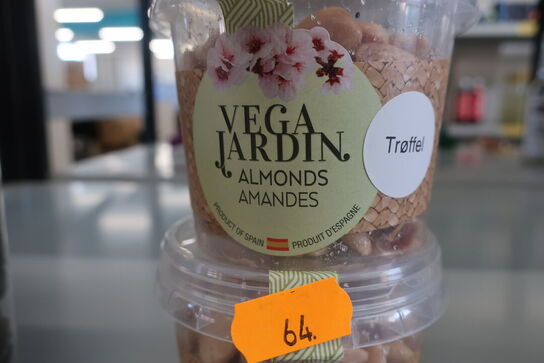 VEGA
JARDIN
ALMONDS
AMANDES
PRODUCT OF SPAIN PRODUIT D'ESPAGNE
Trøffel
64.